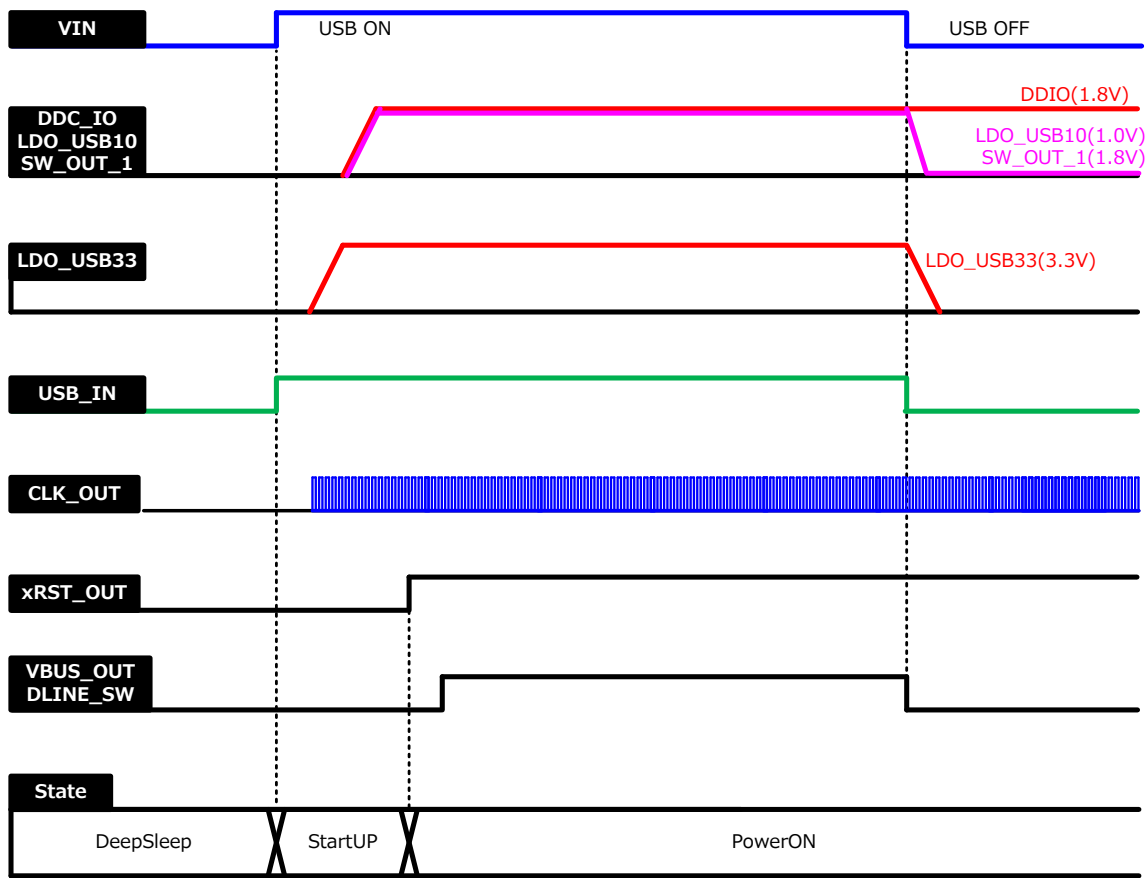 VIN
USB ON
USB OFF
DDC_IO
LDO_USB10
SW_OUT_1
DDIO(1.8V)
LDO_USB10(1.0V)
SW_OUT_1(1.8V)
LDO_USB33
LDO_USB33(3.3V)
USB_IN
CLK_OUT
xRST_OUT
VBUS_OUT
DLINE_SW
State
DeepSleep
StartUP
PowerON